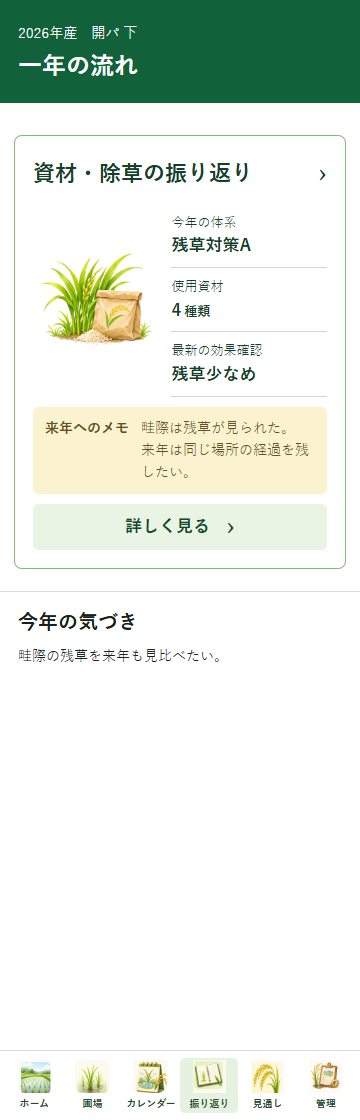 2026年産　開パ 下
一年の流れ
資材・除草の振り返り ›
今年の体系
残草対策A
使用資材
4 種類
最新の効果確認
残草少なめ
来年へのメモ 畦際は残草が見られた。
来年は同じ場所の経過を残
したい。
詳しく見る ›
今年の気づき
畦際の残草を来年も見比べたい。
ホーム 圃場 カレンダー 振り返り 見通し 管理